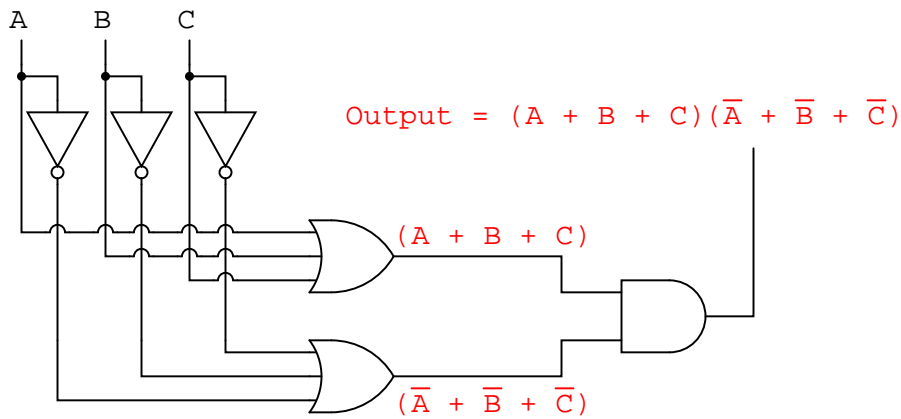 A B C
Output = (A + B + C)(A̅ + B̅ + C̅)
(A + B + C)
(A̅ + B̅ + C̅)